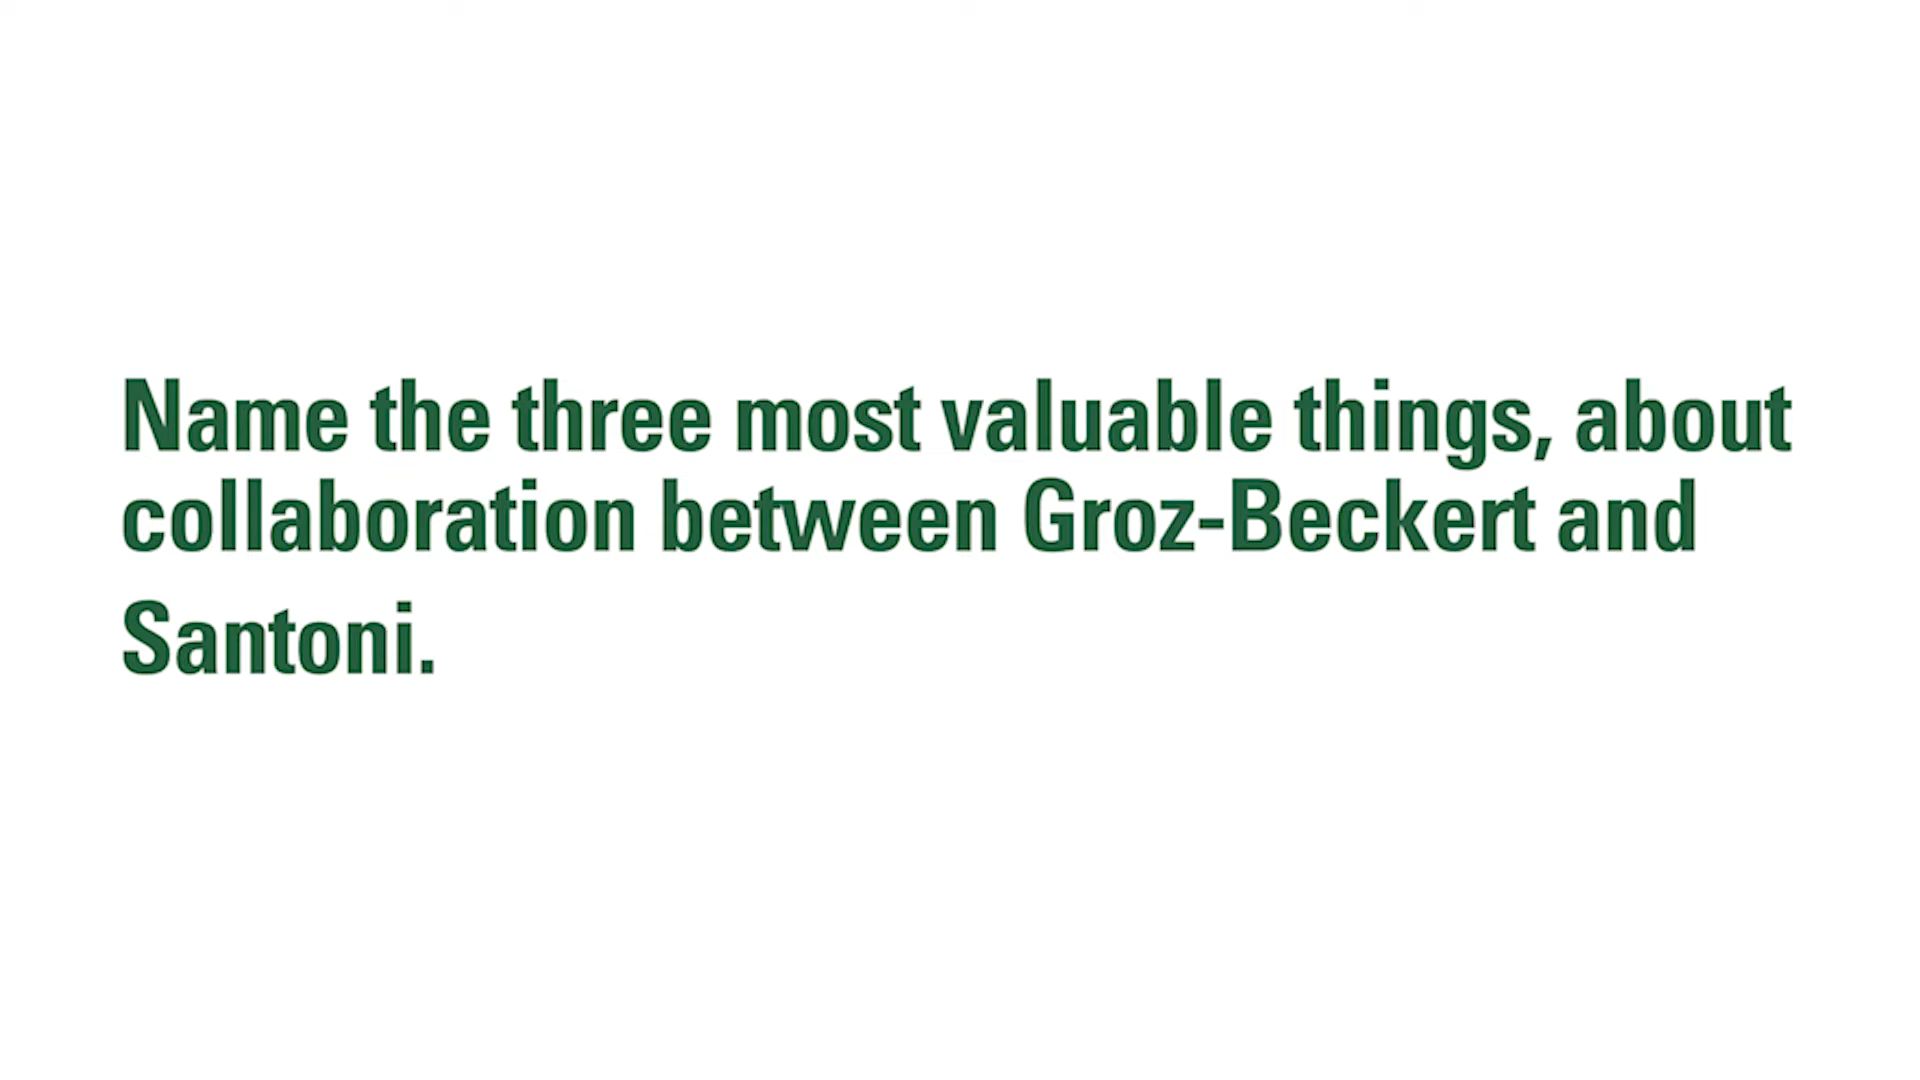 Name the three most valuable things, about
collaboration between Groz-Beckert and
Santoni.